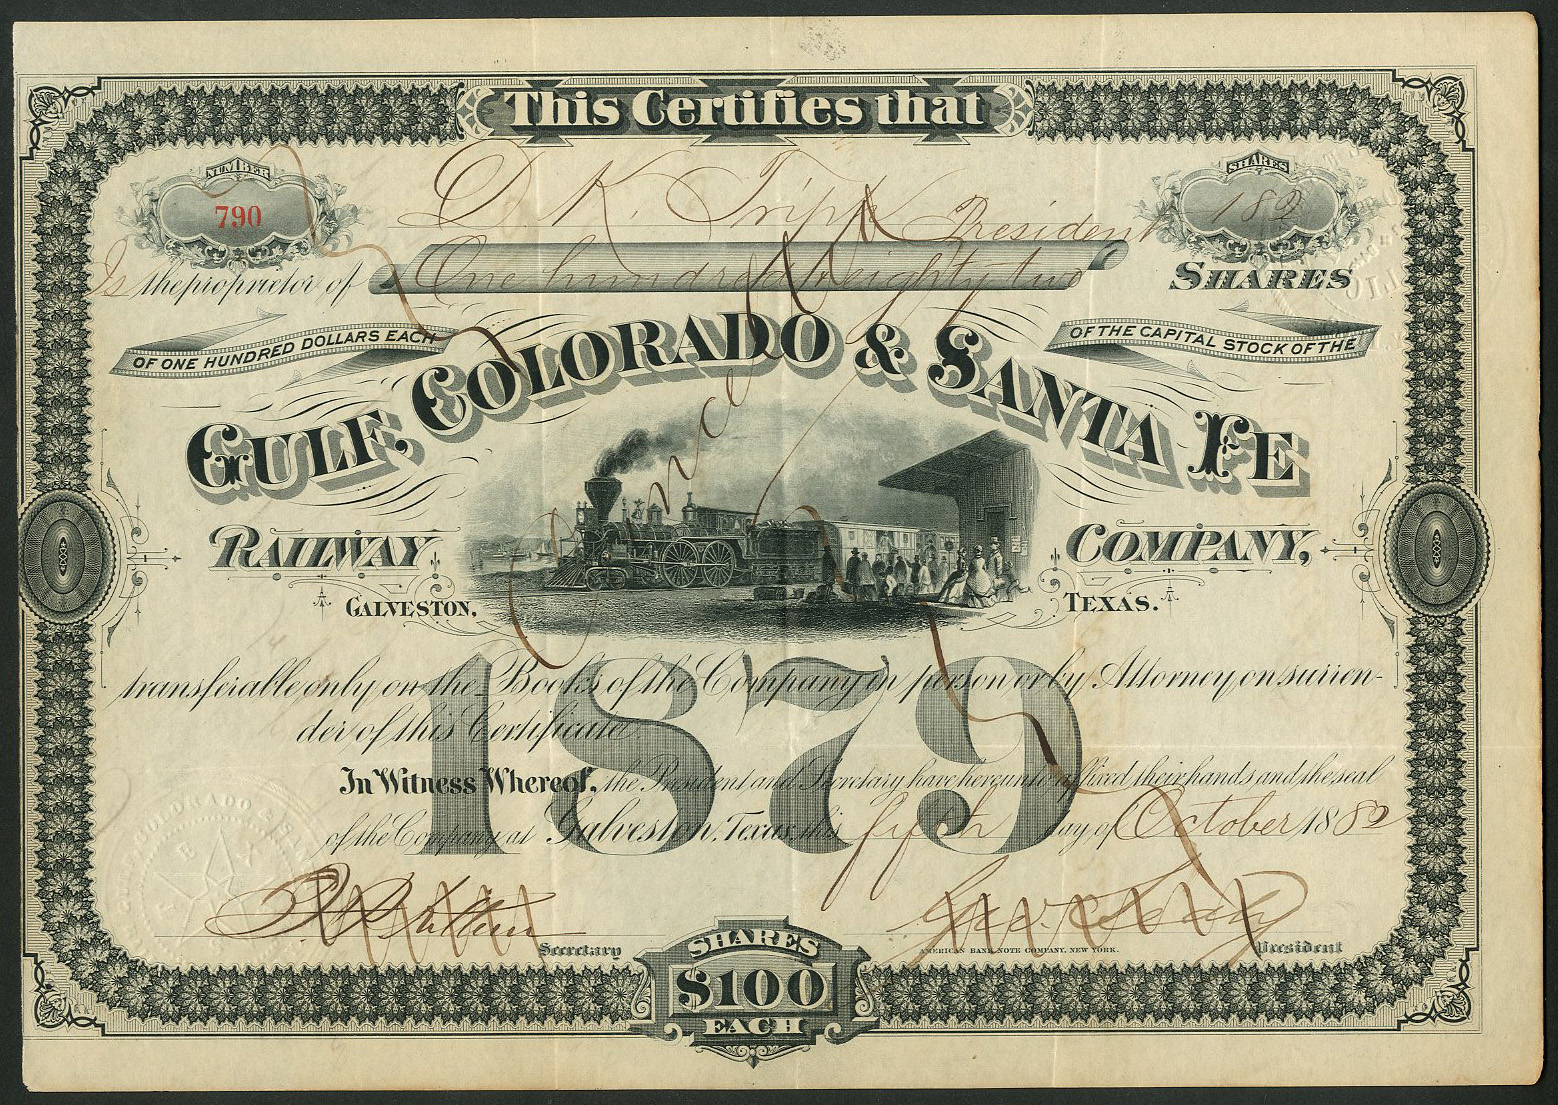 This Certifies that
NUMBER
790
D. K. Tripp President
SHARES
182
Is the proprietor of One hundred & eighty two SHARES
OF ONE HUNDRED DOLLARS EACH
OF THE CAPITAL STOCK OF THE
GULF, COLORADO & SANTA FE
RAILWAY COMPANY,
GALVESTON, TEXAS.
1879
transferable only on the Books of the Company in person or by Attorney, on surren-
der of this Certificate.
In Witness Whereof, the President and Secretary have hereunto affixed their hands and the seal
of the Company at Galveston, Texas, this fifth day of October 1882
Secretary
AMERICAN BANK NOTE COMPANY, NEW YORK.
President
SHARES
$100
EACH